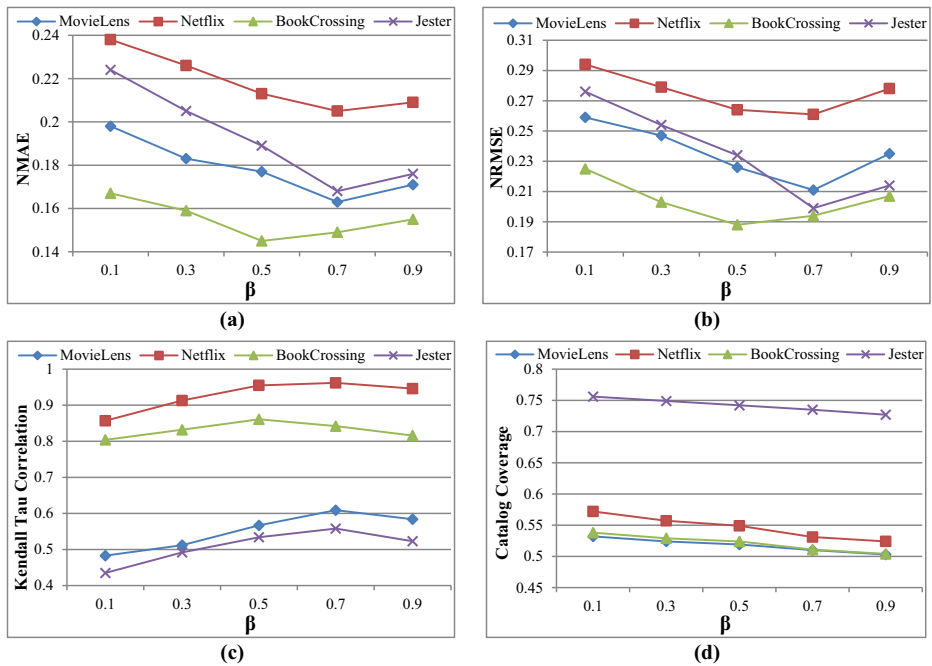 MovieLens Netflix BookCrossing Jester
0.24
0.22
0.2
0.18
0.16
0.14
NMAE
0.1 0.3 0.5 0.7 0.9
β
(a)
MovieLens Netflix BookCrossing Jester
0.31
0.29
0.27
0.25
0.23
0.21
0.19
0.17
NRMSE
0.1 0.3 0.5 0.7 0.9
β
(b)
MovieLens Netflix BookCrossing Jester
1
0.9
0.8
0.7
0.6
0.5
0.4
Kendall Tau Correlation
0.1 0.3 0.5 0.7 0.9
β
(c)
MovieLens Netflix BookCrossing Jester
0.8
0.75
0.7
0.65
0.6
0.55
0.5
0.45
Catalog Coverage
0.1 0.3 0.5 0.7 0.9
β
(d)